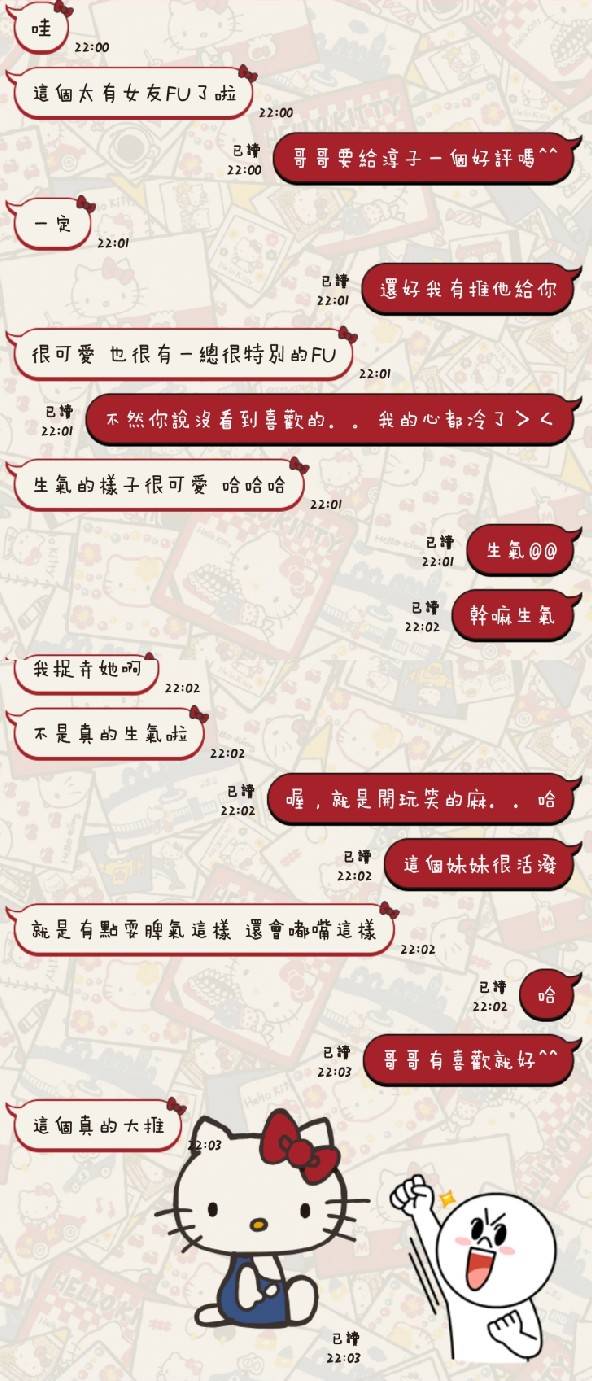 哇
22:00
這個太有女友FU了啦
22:00
已讀
22:00
哥哥要給淳子一個好評嗎^^
一定
22:01
已讀
22:01
還好我有推他給你
很可愛 也很有一總很特別的FU
22:01
已讀
22:01
不然你說沒看到喜歡的.. 我的心都冷了＞＜
生氣的樣子很可愛 哈哈哈
22:01
已讀
22:01
生氣@@
已讀
22:02
幹嘛生氣
我捉弄她啊
22:02
不是真的生氣啦
22:02
已讀
22:02
喔，就是開玩笑的麻.. 哈
已讀
22:02
這個妹妹很活潑
就是有點耍脾氣這樣 還會嘟嘴這樣
22:02
已讀
22:02
哈
已讀
22:03
哥哥有喜歡就好^^
這個真的大推
22:03
已讀
22:03